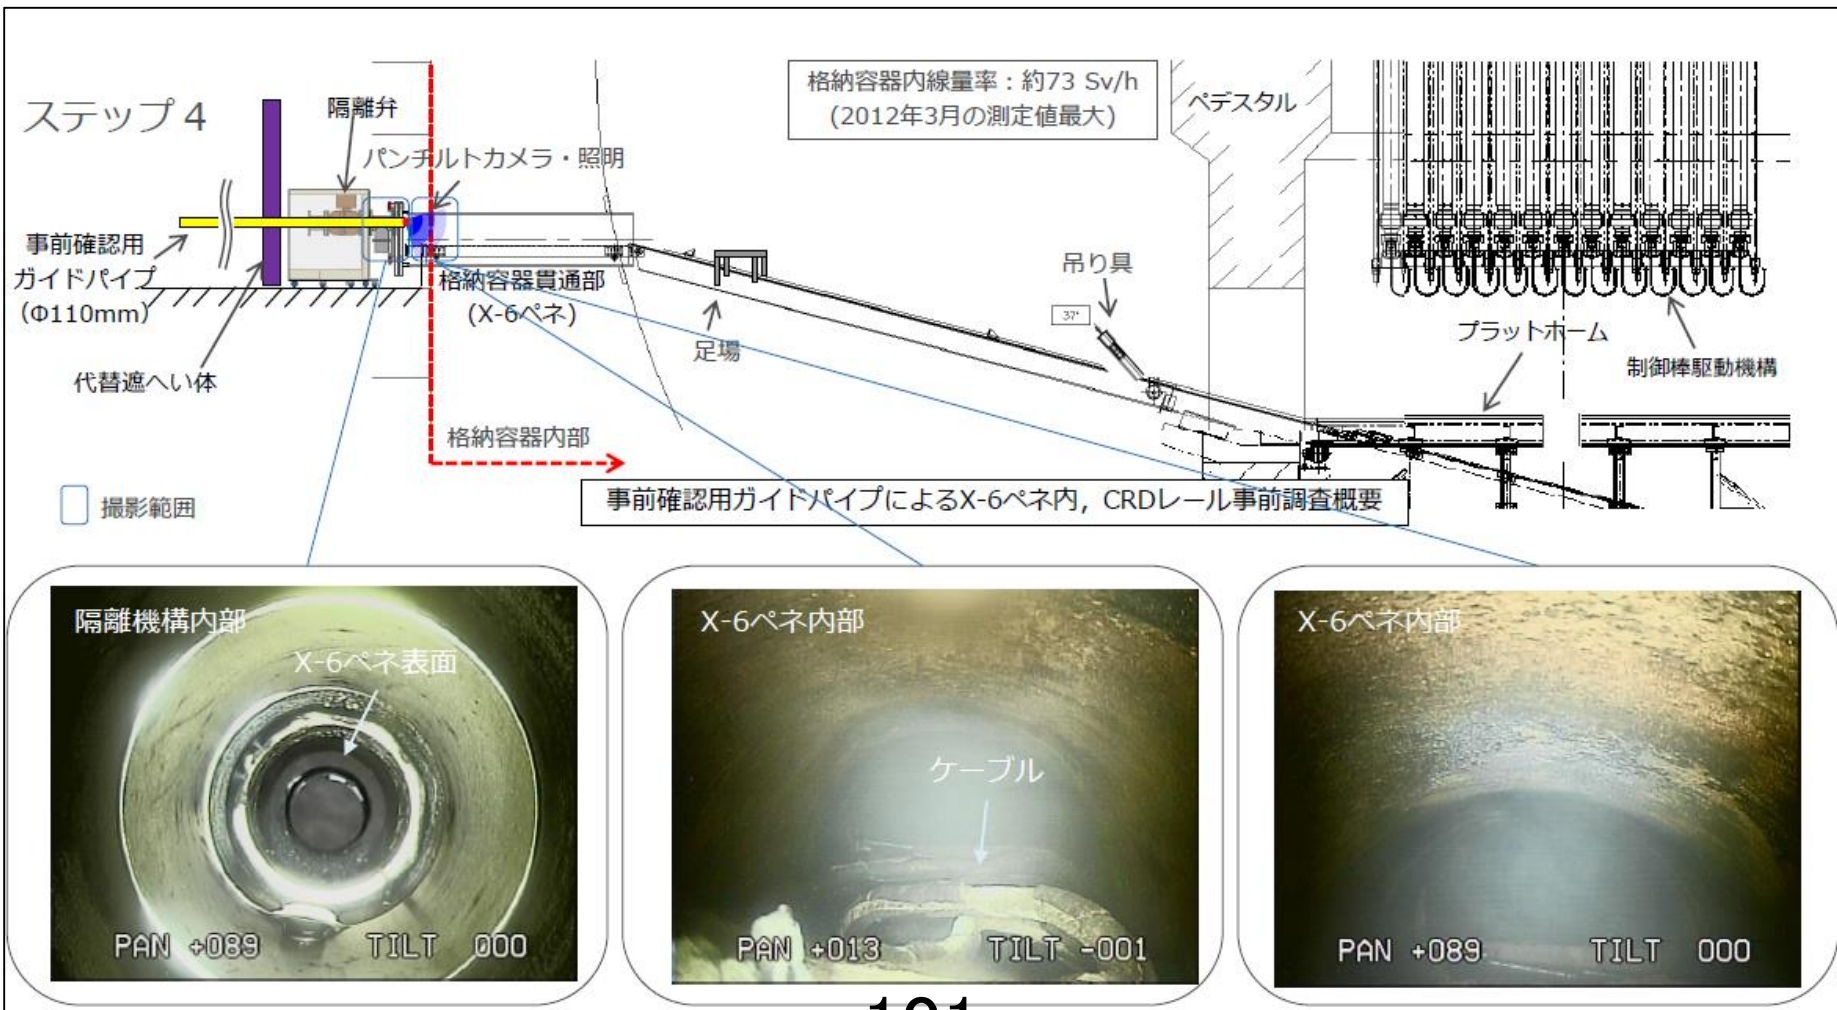 ステップ４
隔離弁
パンチルトカメラ・照明
格納容器内線量率：約73 Sv/h
(2012年3月の測定値最大)
ペデスタル
事前確認用
ガイドパイプ
（Φ110mm）
代替遮へい体
格納容器貫通部
(X-6ペネ)
足場
吊り具
37°
プラットホーム
制御棒駆動機構
格納容器内部
撮影範囲
事前確認用ガイドパイプによるX-6ペネ内，CRDレール事前調査概要
隔離機構内部
X-6ペネ表面
PAN +089 TILT 000
X-6ペネ内部
ケーブル
PAN +013 TILT -001
X-6ペネ内部
PAN +089 TILT 000